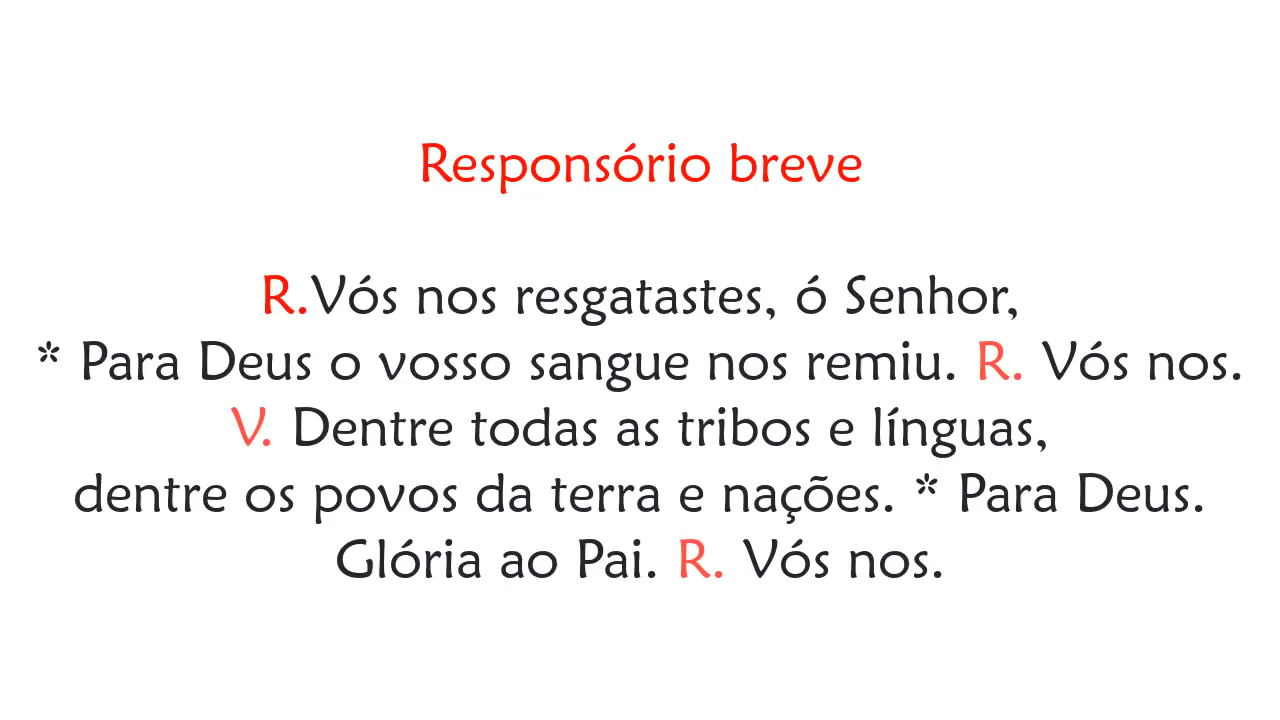 Responsório breve
R.Vós nos resgatastes, ó Senhor,
* Para Deus o vosso sangue nos remiu. R. Vós nos.
V. Dentre todas as tribos e línguas,
dentre os povos da terra e nações. * Para Deus.
Glória ao Pai. R. Vós nos.